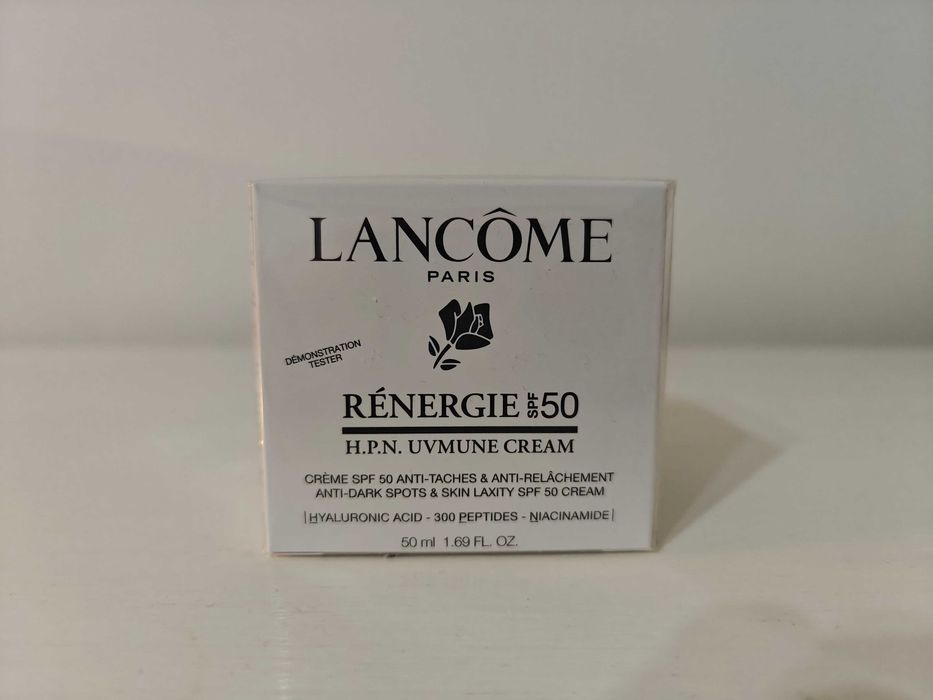 LANCÔME
PARIS
DÉMONSTRATION
TESTER
RÉNERGIE SPF 50
H.P.N. UVMUNE CREAM
CRÈME SPF 50 ANTI-TACHES & ANTI-RELÂCHEMENT
ANTI-DARK SPOTS & SKIN LAXITY SPF 50 CREAM
|HYALURONIC ACID - 300 PEPTIDES - NIACINAMIDE|
50 ml 1.69 FL. OZ.